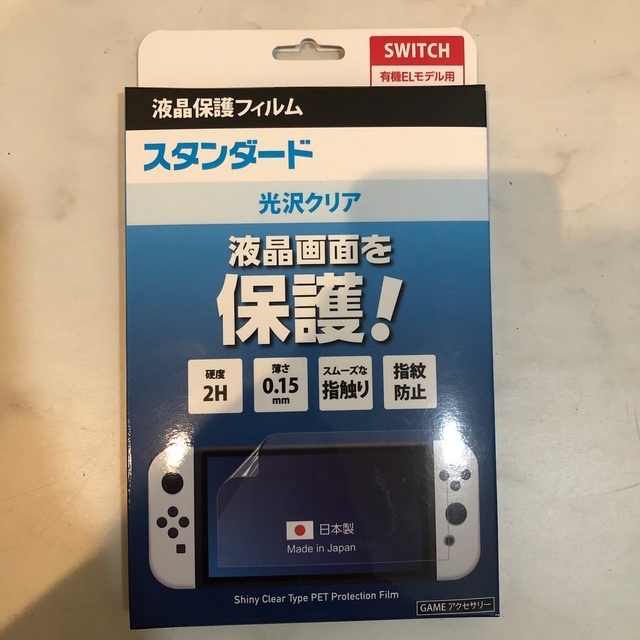 SWITCH
有機ELモデル用
液晶保護フィルム
スタンダード
光沢クリア
液晶画面を
保護!
硬度
2H
薄さ
0.15
mm
スムーズな
指触り
指紋
防止
日本製
Made in Japan
Shiny Clear Type PET Protection Film
GAMEアクセサリー